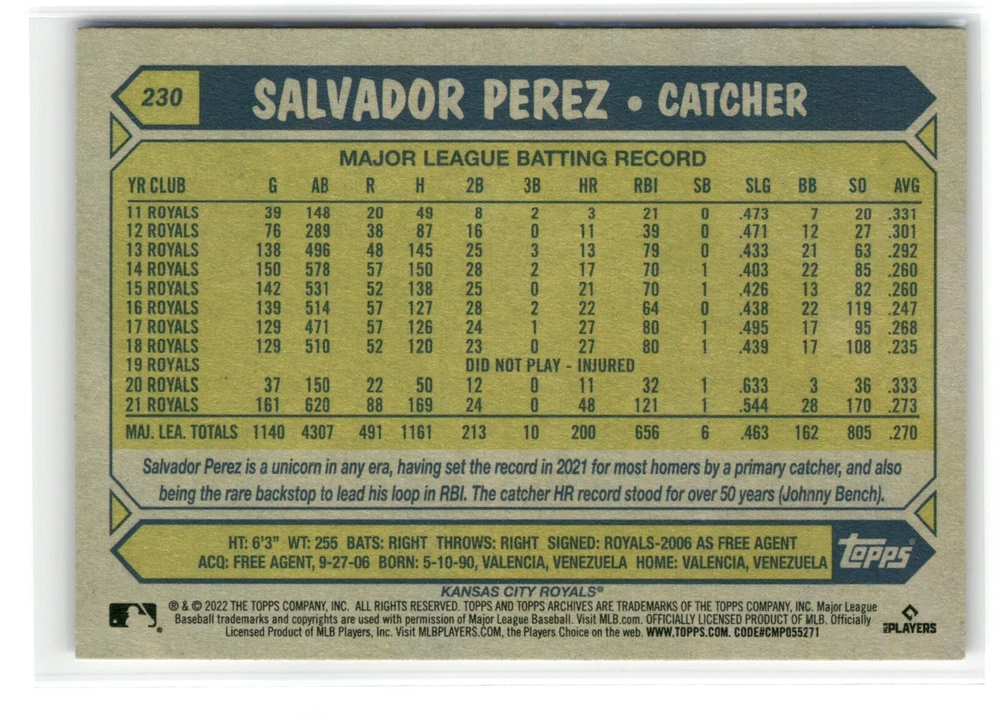 230 SALVADOR PEREZ • CATCHER
MAJOR LEAGUE BATTING RECORD
YR CLUB G AB R H 2B 3B HR RBI SB SLG BB SO AVG
11 ROYALS 39 148 20 49 8 2 3 21 0 .473 7 20 .331
12 ROYALS 76 289 38 87 16 0 11 39 0 .471 12 27 .301
13 ROYALS 138 496 48 145 25 3 13 79 0 .433 21 63 .292
14 ROYALS 150 578 57 150 28 2 17 70 1 .403 22 85 .260
15 ROYALS 142 531 52 138 25 0 21 70 1 .426 13 82 .260
16 ROYALS 139 514 57 127 28 2 22 64 0 .438 22 119 .247
17 ROYALS 129 471 57 126 24 1 27 80 1 .495 17 95 .268
18 ROYALS 129 510 52 120 23 0 27 80 1 .439 17 108 .235
19 ROYALS DID NOT PLAY - INJURED
20 ROYALS 37 150 22 50 12 0 11 32 1 .633 3 36 .333
21 ROYALS 161 620 88 169 24 0 48 121 1 .544 28 170 .273
MAJ. LEA. TOTALS 1140 4307 491 1161 213 10 200 656 6 .463 162 805 .270
Salvador Perez is a unicorn in any era, having set the record in 2021 for most homers by a primary catcher, and also
being the rare backstop to lead his loop in RBI. The catcher HR record stood for over 50 years (Johnny Bench).
HT: 6'3" WT: 255 BATS: RIGHT THROWS: RIGHT SIGNED: ROYALS-2006 AS FREE AGENT
ACQ: FREE AGENT, 9-27-06 BORN: 5-10-90, VALENCIA, VENEZUELA HOME: VALENCIA, VENEZUELA
topps®
KANSAS CITY ROYALS®
® & © 2022 THE TOPPS COMPANY, INC. ALL RIGHTS RESERVED. TOPPS AND TOPPS ARCHIVES ARE TRADEMARKS OF THE TOPPS COMPANY, INC. Major League
Baseball trademarks and copyrights are used with permission of Major League Baseball. Visit MLB.com. OFFICIALLY LICENSED PRODUCT OF MLB. Officially
Licensed Product of MLB Players, Inc. Visit MLBPLAYERS.COM, the Players Choice on the web. WWW.TOPPS.COM. CODE#CMP055271
MLBPLAYERS